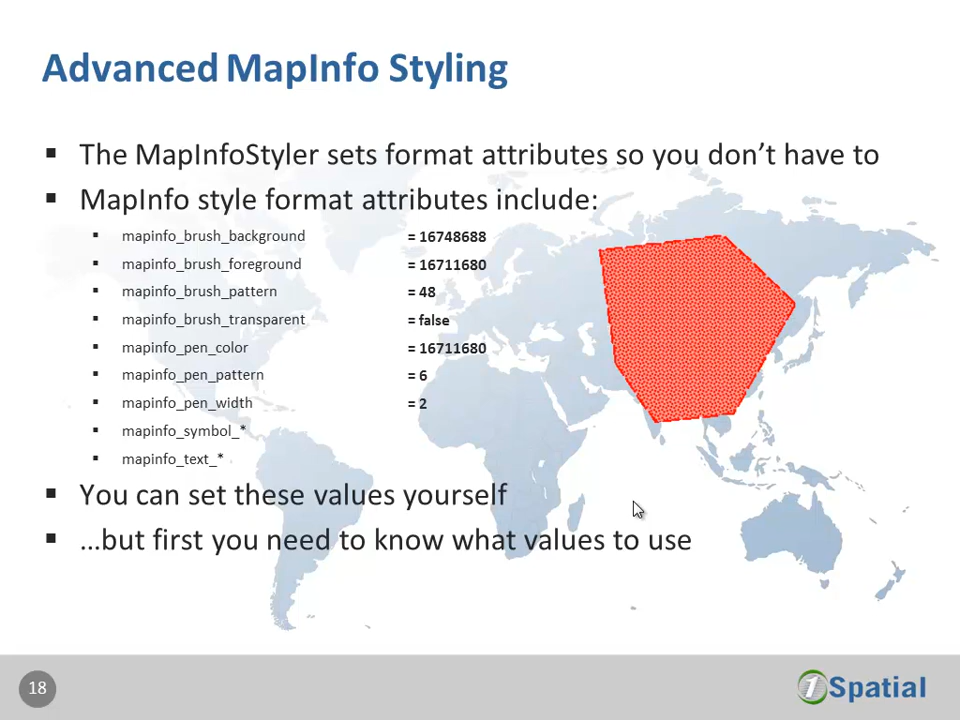 Advanced MapInfo Styling
▪ The MapInfoStyler sets format attributes so you don’t have to
▪ MapInfo style format attributes include:
▪ mapinfo_brush_background = 16748688
▪ mapinfo_brush_foreground = 16711680
▪ mapinfo_brush_pattern = 48
▪ mapinfo_brush_transparent = false
▪ mapinfo_pen_color = 16711680
▪ mapinfo_pen_pattern = 6
▪ mapinfo_pen_width = 2
▪ mapinfo_symbol_*
▪ mapinfo_text_*
▪ You can set these values yourself
▪ …but first you need to know what values to use
18
1Spatial